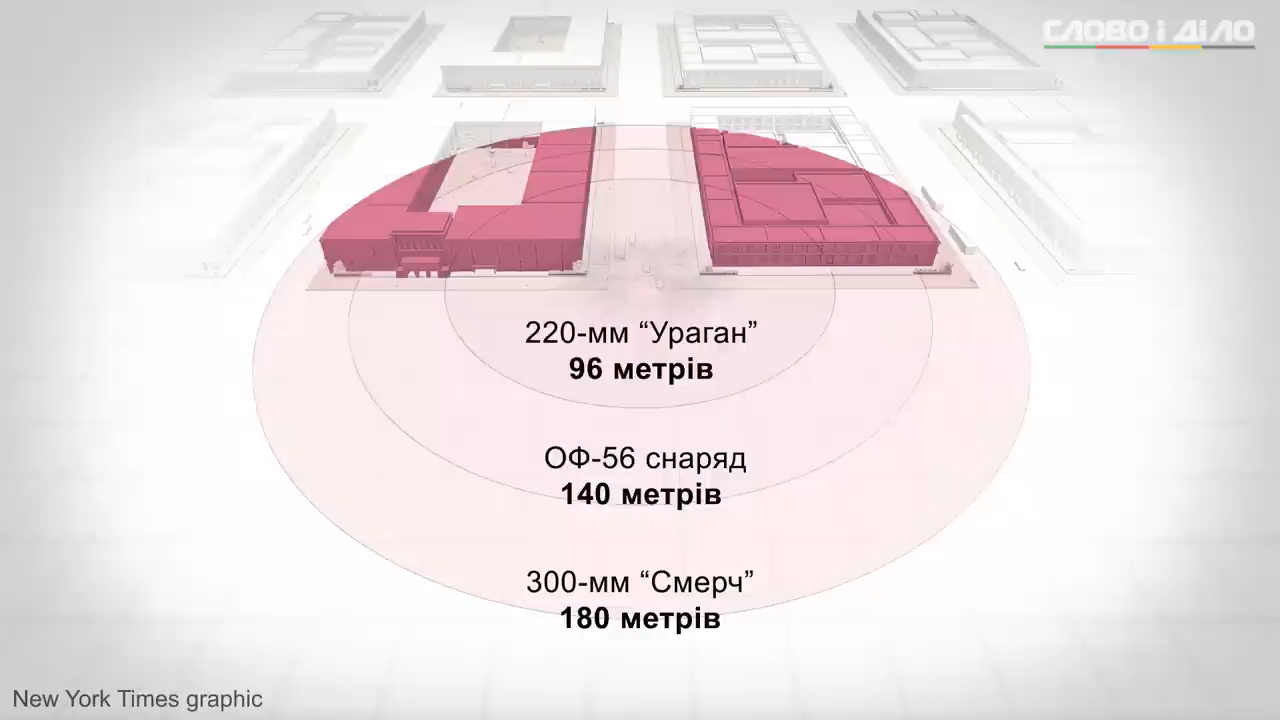 СЛОВО і ДіЛО
220-мм “Ураган”
96 метрів
ОФ-56 снаряд
140 метрів
300-мм “Смерч”
180 метрів
New York Times graphic